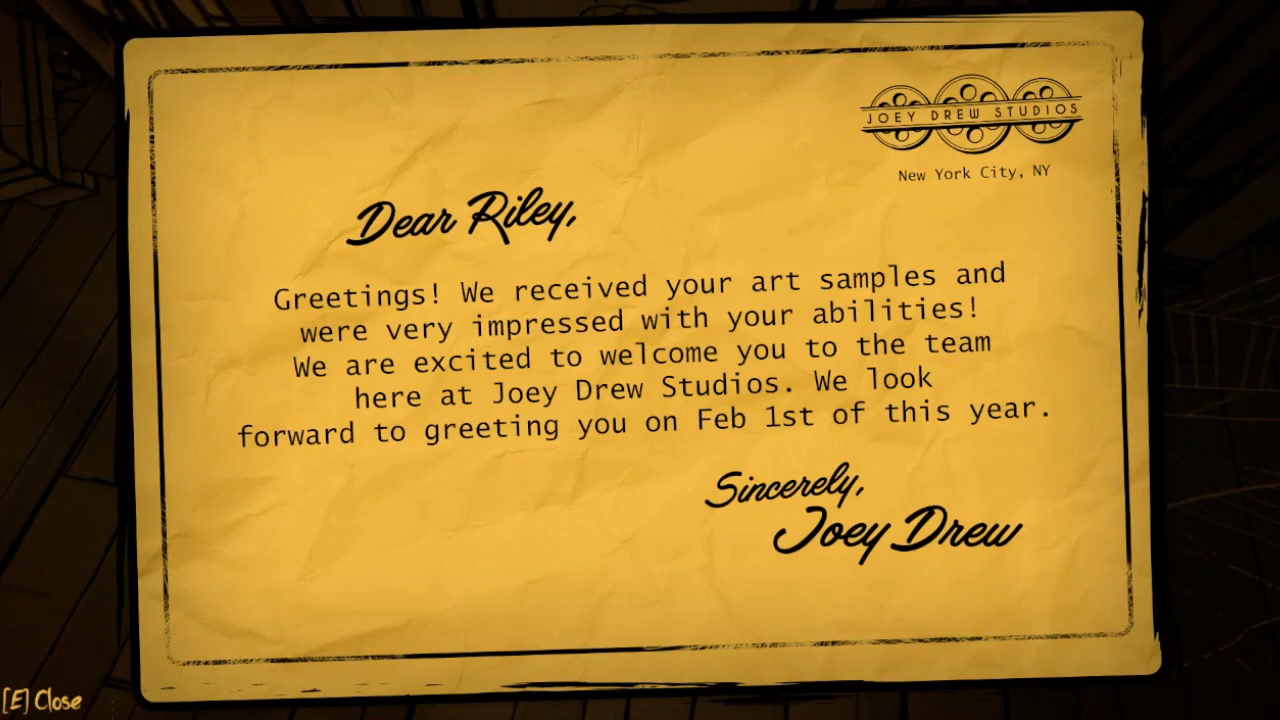 JOEY DREW STUDIOS
New York City, NY
Dear Riley,
Greetings! We received your art samples and
were very impressed with your abilities!
We are excited to welcome you to the team
here at Joey Drew Studios. We look
forward to greeting you on Feb 1st of this year.
Sincerely,
Joey Drew
[E] Close